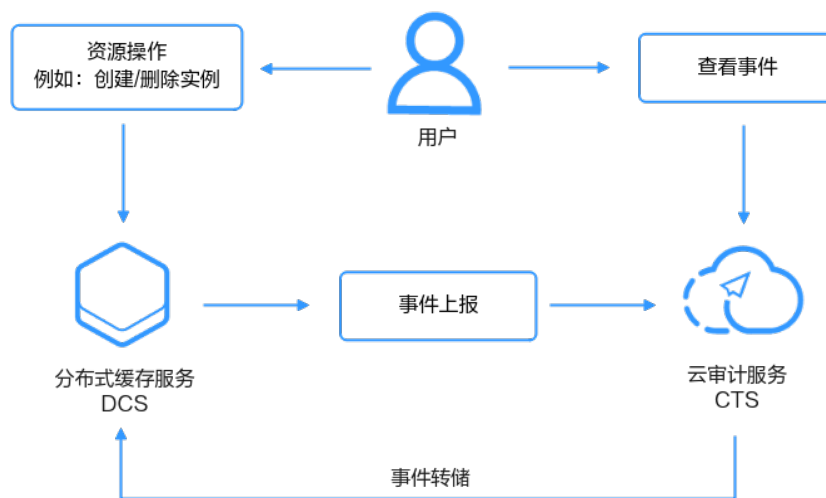 资源操作
例如：创建/删除实例
查看事件
用户
事件上报
分布式缓存服务
DCS
云审计服务
CTS
事件转储